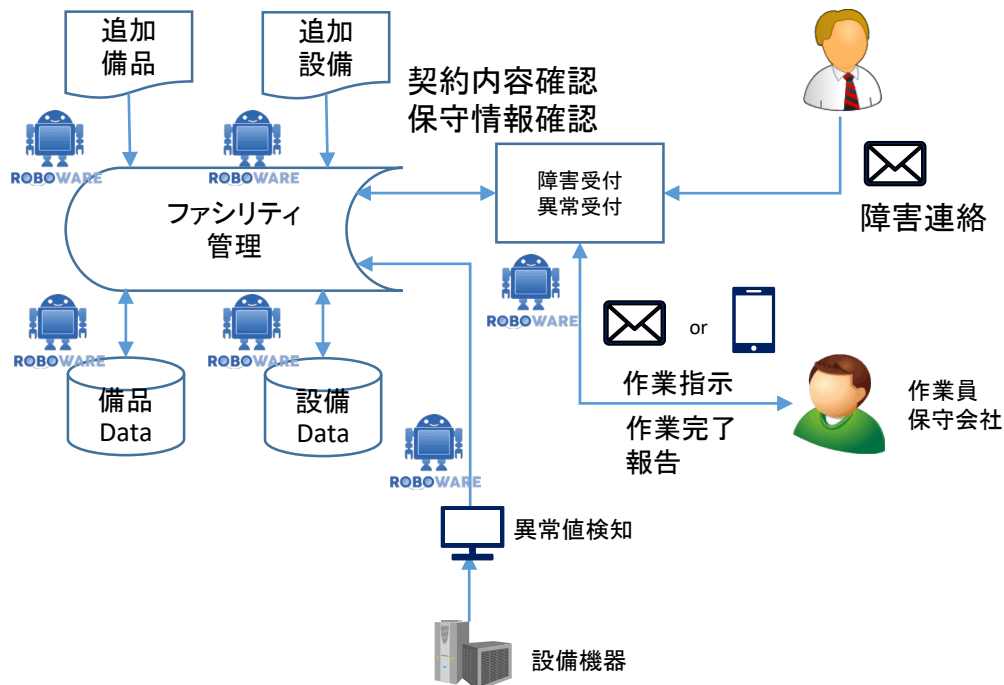 追加
備品
追加
設備
契約内容確認
保守情報確認
ROBOWARE
ROBOWARE
障害受付
異常受付
障害連絡
ファシリティ
管理
ROBOWARE
or
ROBOWARE
ROBOWARE
備品
Data
設備
Data
作業指示
作業完了
報告
作業員
保守会社
ROBOWARE
異常値検知
設備機器